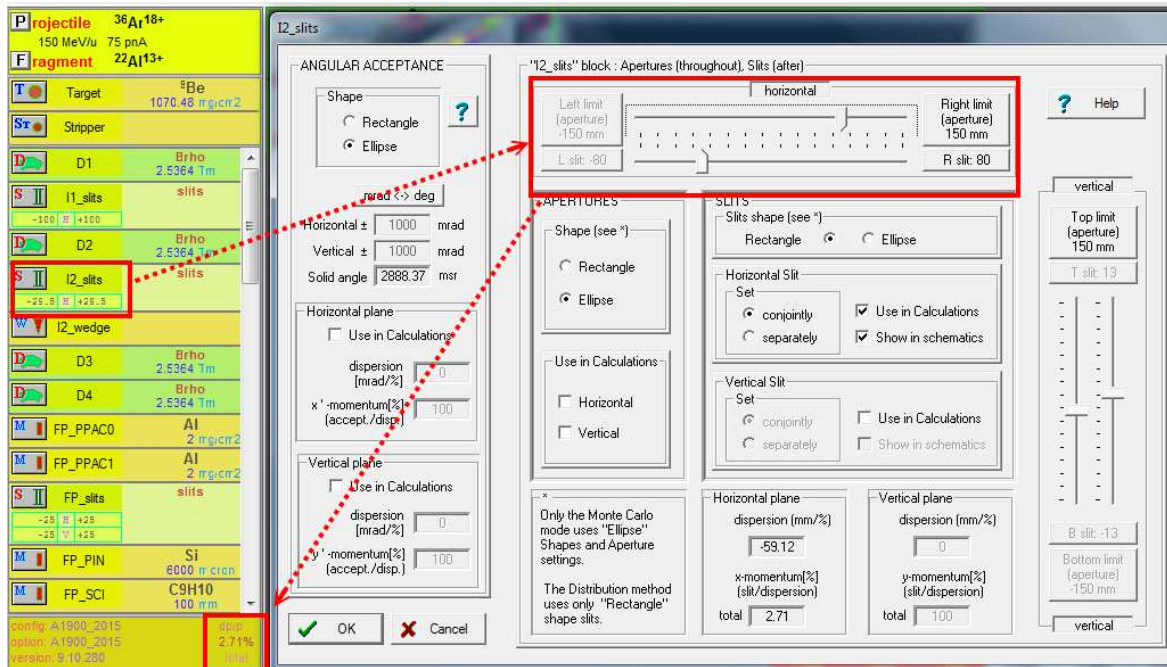 Projectile 36Ar18+
150 MeV/u 75 pnA
Fragment 22Al13+
T Target 9Be
1070.48 mg/cm2
ST Stripper
D D1 Brho
2.5364 Tm
S I1_slits slits
-100 H +100
D D2 Brho
2.5364 Tm
S I2_slits slits
-29.5 H +29.5
W I2_wedge
D D3 Brho
2.5364 Tm
D D4 Brho
2.5364 Tm
M FP_PPAC0 Al
2 mg/cm2
M FP_PPAC1 Al
2 mg/cm2
S FP_slits slits
-25 H +25
-25 V +25
M FP_PIN Si
6000 micron
M FP_SCI C9H10
100 mm
config: A1900_2015 dp/p
option: A1900_2015 2.71%
version: 9.10.280 total
I2_slits
ANGULAR ACCEPTANCE
Shape
Rectangle
Ellipse
?
mrad <-> deg
Horizontal ± 1000 mrad
Vertical ± 1000 mrad
Solid angle 2888.37 msr
Horizontal plane
Use in Calculations
dispersion
[mrad/%] 0
x ' -momentum[%]
(accept./disp.) 100
Vertical plane
Use in Calculations
dispersion
[mrad/%] 0
y ' -momentum[%]
(accept./disp.) 100
OK
Cancel
"I2_slits" block : Apertures (throughout), Slits (after)
horizontal
Left limit
(aperture)
-150 mm
L slit: -80
Right limit
(aperture)
150 mm
R slit: 80
? Help
APERTURES
Shape (see *)
Rectangle
Ellipse
Use in Calculations
Horizontal
Vertical
SLITS
Slits shape (see *)
Rectangle
Ellipse
Horizontal Slit
Set
conjointly
separately
Use in Calculations
Show in schematics
Vertical Slit
Set
conjointly
separately
Use in Calculations
Show in schematics
vertical
Top limit
(aperture)
150 mm
T slit: 13
B slit: -13
Bottom limit
(aperture)
-150 mm
vertical
*
Only the Monte Carlo
mode uses "Ellipse"
Shapes and Aperture
settings.
The Distribution method
uses only "Rectangle"
shape slits.
Horizontal plane
dispersion (mm/%)
-59.12
x-momentum[%]
(slit/dispersion)
total 2.71
Vertical plane
dispersion (mm/%)
0
y-momentum[%]
(slit/dispersion)
total 100